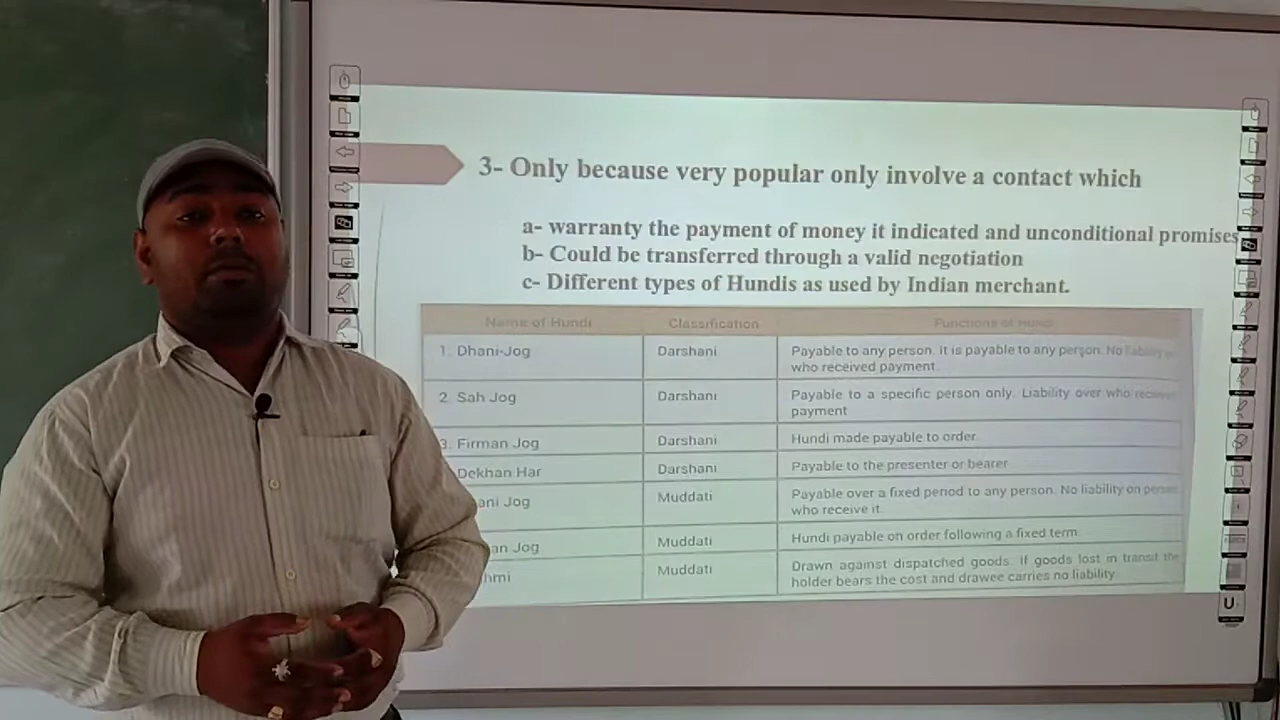 3- Only because very popular only involve a contact which
a- warranty the payment of money it indicated and unconditional promises
b- Could be transferred through a valid negotiation
c- Different types of Hundis as used by Indian merchant.
Name of Hundi Classification Functions of Hundi
1. Dhani-Jog Darshani Payable to any person. It is payable to any person. No liability
who received payment.
2. Sah Jog Darshani Payable to a specific person only. Liability over who
payment
3. Firman Jog Darshani Hundi made payable to order.
Dekhan Har Darshani Payable to the presenter or bearer
ani Jog Muddati Payable over a fixed period to any person. No liability on
who receive it.
an Jog Muddati Hundi payable on order following a fixed term.
hmi Muddati Drawn against dispatched goods. If goods lost in transit the
holder bears the cost and drawee carries no liability.